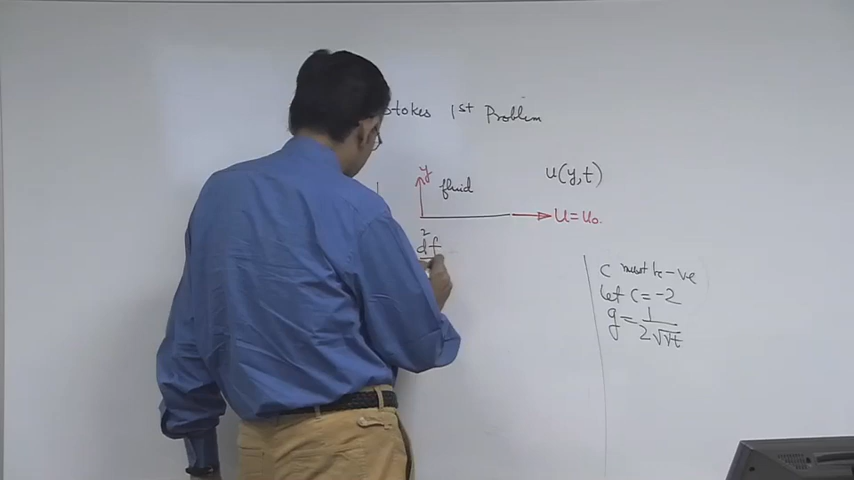 Stokes 1st Problem
u(y,t)
y
fluid
U=u₀.
d²f
c must be -ve
let c = -2
g = 1/2√νt